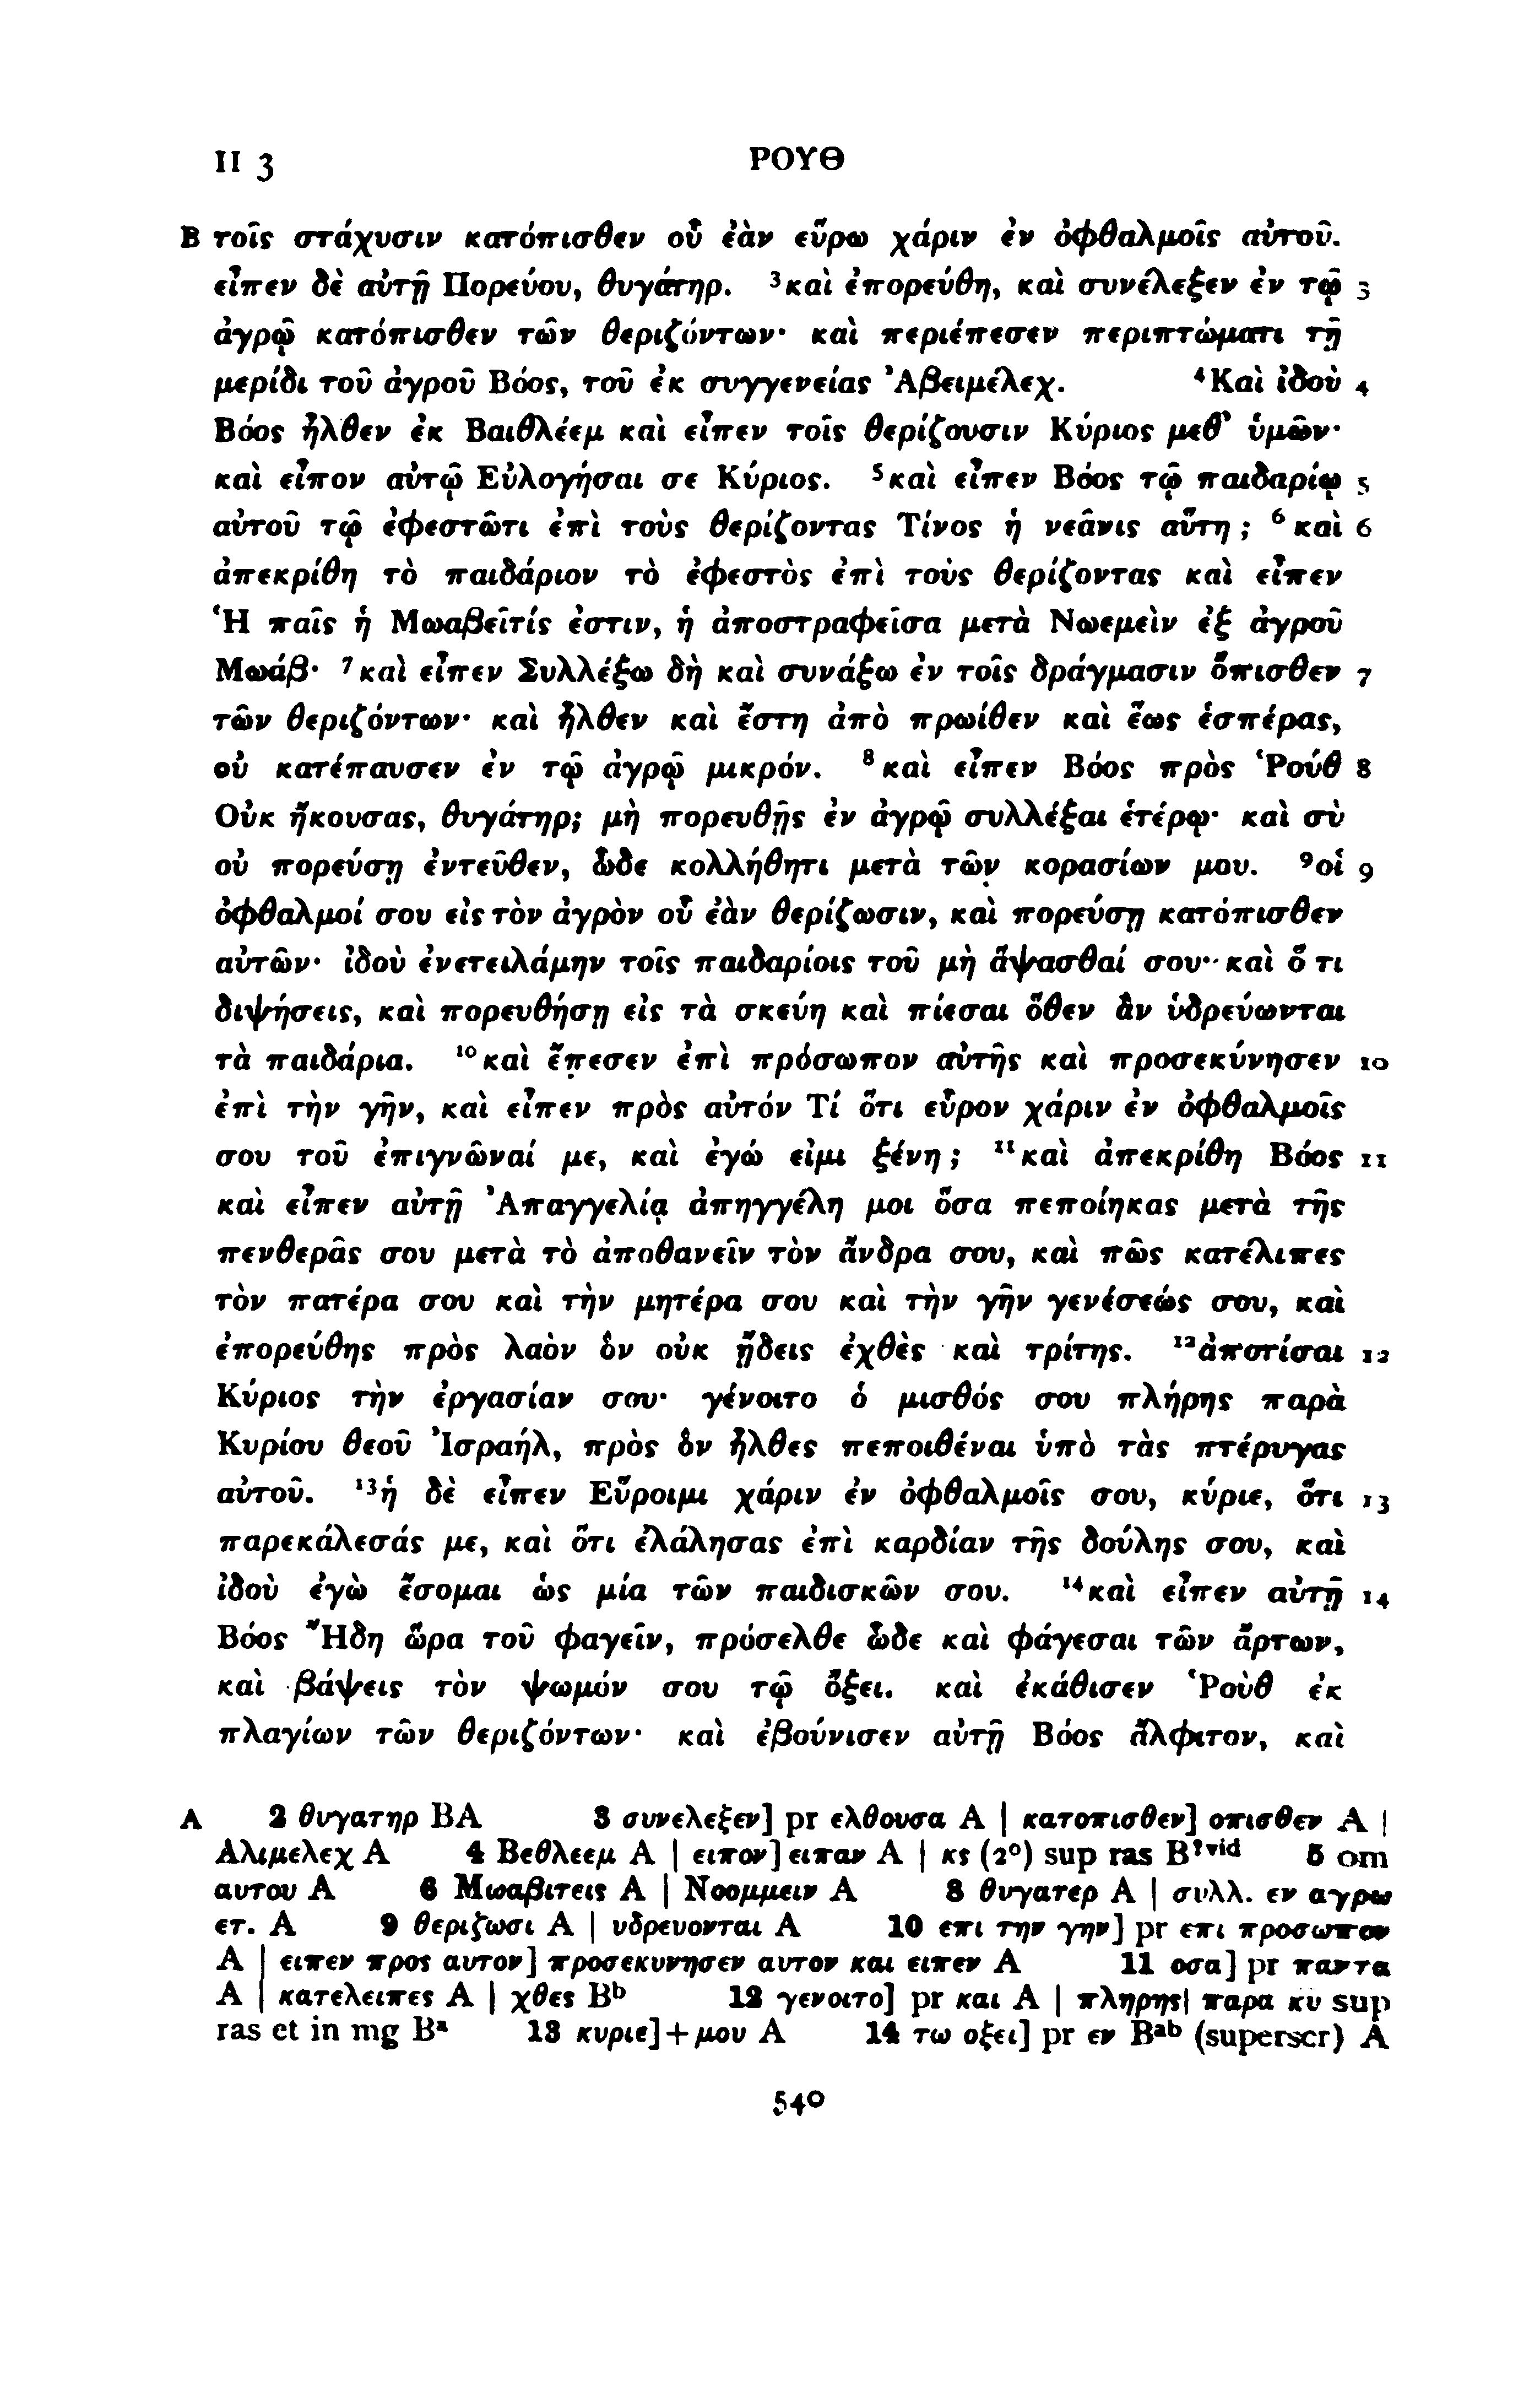 II 3 ΡΟΥΘ
B τοῖς στάχυσιν κατόπισθεν οὗ ἐὰν εὕρω χάριν ἐν ὀφθαλμοῖς αὐτοῦ.
εἶπεν δὲ αὐτῇ Πορεύου, θυγάτηρ. ³καὶ ἐπορεύθη, καὶ συνέλεξεν ἐν τῷ 3
ἀγρῷ κατόπισθεν τῶν θεριζόντων· καὶ περιέπεσεν περιπτώματι τῇ
μερίδι τοῦ ἀγροῦ Βόος, τοῦ ἐκ συγγενείας Ἀβειμέλεχ. ⁴Καὶ ἰδοὺ 4
Βόος ἦλθεν ἐκ Βαιθλέεμ καὶ εἶπεν τοῖς θερίζουσιν Κύριος μεθ᾽ ὑμῶν·
καὶ εἶπον αὐτῷ Εὐλογήσαι σε Κύριος. ⁵καὶ εἶπεν Βόος τῷ παιδαρίῳ 5
αὐτοῦ τῷ ἐφεστῶτι ἐπὶ τοὺς θερίζοντας Τίνος ἡ νεᾶνις αὕτη; ⁶καὶ 6
ἀπεκρίθη τὸ παιδάριον τὸ ἐφεστὸς ἐπὶ τοὺς θερίζοντας καὶ εἶπεν
Ἡ παῖς ἡ Μωαβεῖτίς ἐστιν, ἡ ἀποστραφεῖσα μετὰ Νωεμεὶν ἐξ ἀγροῦ
Μωάβ· ⁷καὶ εἶπεν Συλλέξω δὴ καὶ συνάξω ἐν τοῖς δράγμασιν ὄπισθεν 7
τῶν θεριζόντων· καὶ ἦλθεν καὶ ἔστη ἀπὸ πρωίθεν καὶ ἕως ἑσπέρας,
οὐ κατέπαυσεν ἐν τῷ ἀγρῷ μικρόν. ⁸καὶ εἶπεν Βόος πρὸς Ῥούθ 8
Οὐκ ἤκουσας, θυγάτηρ; μὴ πορευθῇς ἐν ἀγρῷ συλλέξαι ἑτέρῳ· καὶ σὺ
οὐ πορεύσῃ ἐντεῦθεν, ὧδε κολλήθητι μετὰ τῶν κορασίων μου. ⁹οἱ 9
ὀφθαλμοί σου εἰς τὸν ἀγρὸν οὗ ἐὰν θερίζωσιν, καὶ πορεύσῃ κατόπισθεν
αὐτῶν· ἰδοὺ ἐνετειλάμην τοῖς παιδαρίοις τοῦ μὴ ἅψασθαί σου· καὶ ὅ τι
διψήσεις, καὶ πορευθήσῃ εἰς τὰ σκεύη καὶ πίεσαι ὅθεν ἂν ὑδρεύωνται
τὰ παιδάρια. ¹⁰καὶ ἔπεσεν ἐπὶ πρόσωπον αὐτῆς καὶ προσεκύνησεν 10
ἐπὶ τὴν γῆν, καὶ εἶπεν πρὸς αὐτόν Τί ὅτι εὗρον χάριν ἐν ὀφθαλμοῖς
σου τοῦ ἐπιγνῶναί με, καὶ ἐγώ εἰμι ξένη; ¹¹καὶ ἀπεκρίθη Βόος 11
καὶ εἶπεν αὐτῇ Ἀπαγγελίᾳ ἀπηγγέλη μοι ὅσα πεποίηκας μετὰ τῆς
πενθερᾶς σου μετὰ τὸ ἀποθανεῖν τὸν ἄνδρα σου, καὶ πῶς κατέλιπες
τὸν πατέρα σου καὶ τὴν μητέρα σου καὶ τὴν γῆν γενέσεώς σου, καὶ
ἐπορεύθης πρὸς λαὸν ὃν οὐκ ᾔδεις ἐχθὲς καὶ τρίτης. ¹²ἀποτίσαι 12
Κύριος τὴν ἐργασίαν σου· γένοιτο ὁ μισθός σου πλήρης παρὰ
Κυρίου θεοῦ Ἰσραήλ, πρὸς ὃν ἦλθες πεποιθέναι ὑπὸ τὰς πτέρυγας
αὐτοῦ. ¹³ἡ δὲ εἶπεν Εὕροιμι χάριν ἐν ὀφθαλμοῖς σου, κύριε, ὅτι 13
παρεκάλεσάς με, καὶ ὅτι ἐλάλησας ἐπὶ καρδίαν τῆς δούλης σου, καὶ
ἰδοὺ ἐγὼ ἔσομαι ὡς μία τῶν παιδισκῶν σου. ¹⁴καὶ εἶπεν αὐτῇ 14
Βόος Ἤδη ὥρα τοῦ φαγεῖν, πρόσελθε ὧδε καὶ φάγεσαι τῶν ἄρτων,
καὶ βάψεις τὸν ψωμόν σου τῷ ὄξει. καὶ ἐκάθισεν Ῥοὺθ ἐκ
πλαγίων τῶν θεριζόντων· καὶ ἐβούνισεν αὐτῇ Βόος ἄλφιτον, καὶ
A 2 θυγατηρ BA 3 συνελεξεν] pr ελθουσα A | κατοπισθεν] οπισθεν A |
Αλιμελεχ A 4 Βεθλεεμ A | ειπον] ειπαν A | κς (2º) sup ras B¹ᵛⁱᵈ 5 om
αυτου A 6 Μωαβιτεις A | Νοομμειν A 8 θυγατερ A | συλλ. εν αγρω
ετ. A 9 θεριζωσι A | υδρευονται A 10 επι την γην] pr επι προσωπον
A | ειπεν προς αυτον] προσεκυνησεν αυτον και ειπεν A 11 οσα] pr παντα
A | κατελειπες A | χθες Bᵇ 12 γενοιτο] pr και A | πληρης| παρα κυ sup
ras et in mg Bᵃ 13 κυριε]+μου A 14 τω οξει] pr εν Bᵃᵇ (superscr) A
540